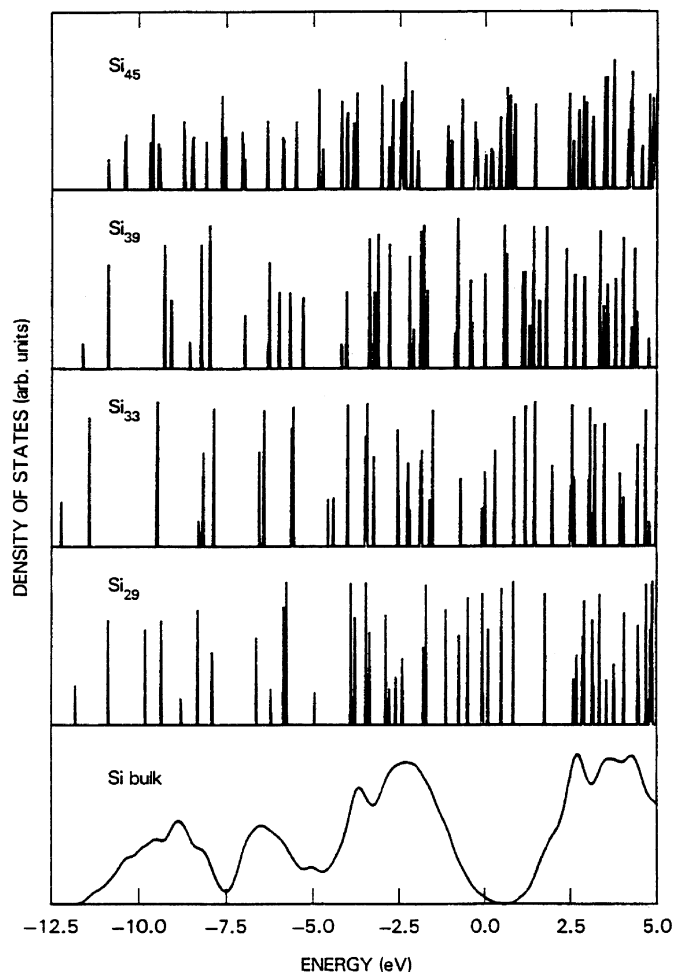 Si45
Si39
Si33
Si29
Si bulk
DENSITY OF STATES (arb. units)
−12.5 −10.0 −7.5 −5.0 −2.5 0.0 2.5 5.0
ENERGY (eV)